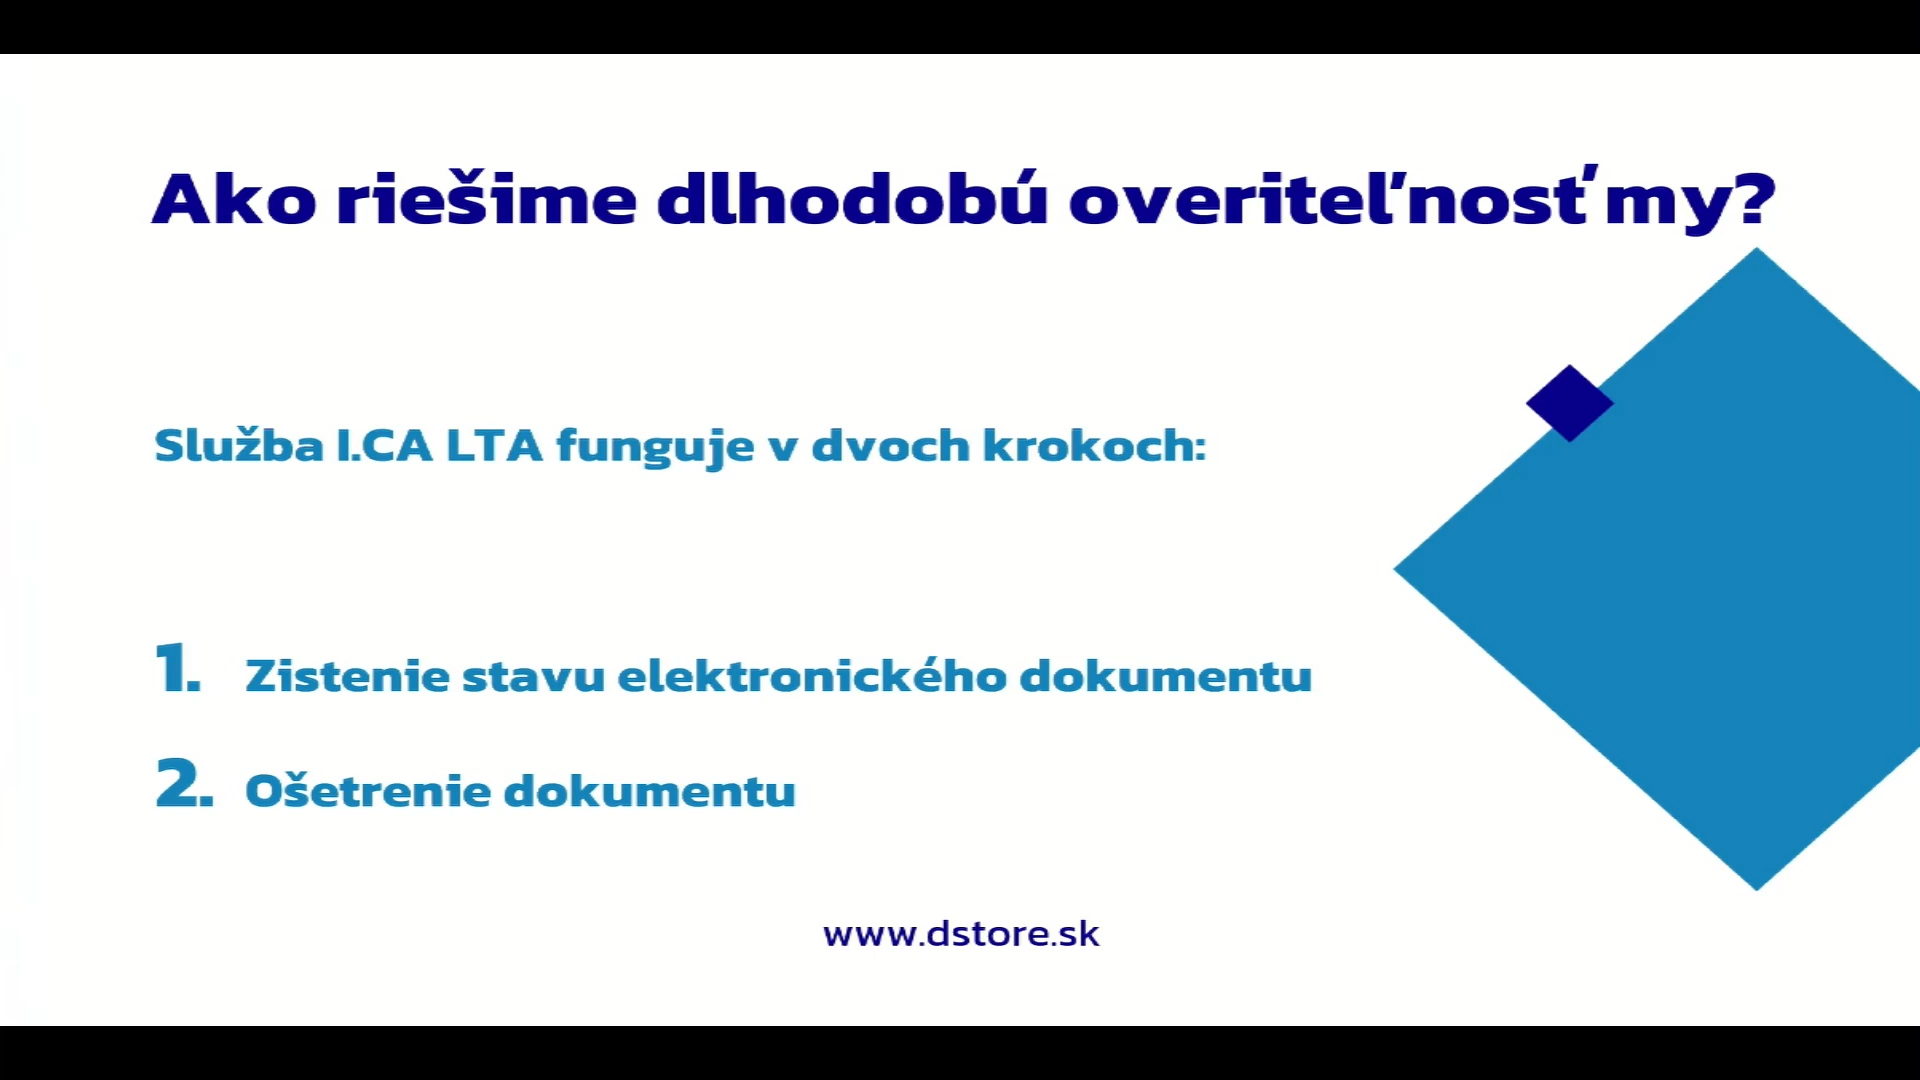 Ako riešime dlhodobú overiteľnosť my?
Služba I.CA LTA funguje v dvoch krokoch:
1. Zistenie stavu elektronického dokumentu
2. Ošetrenie dokumentu
www.dstore.sk